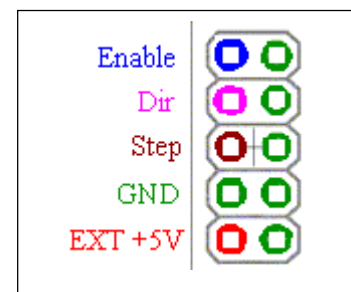 Enable
Dir
Step
GND
EXT +5V